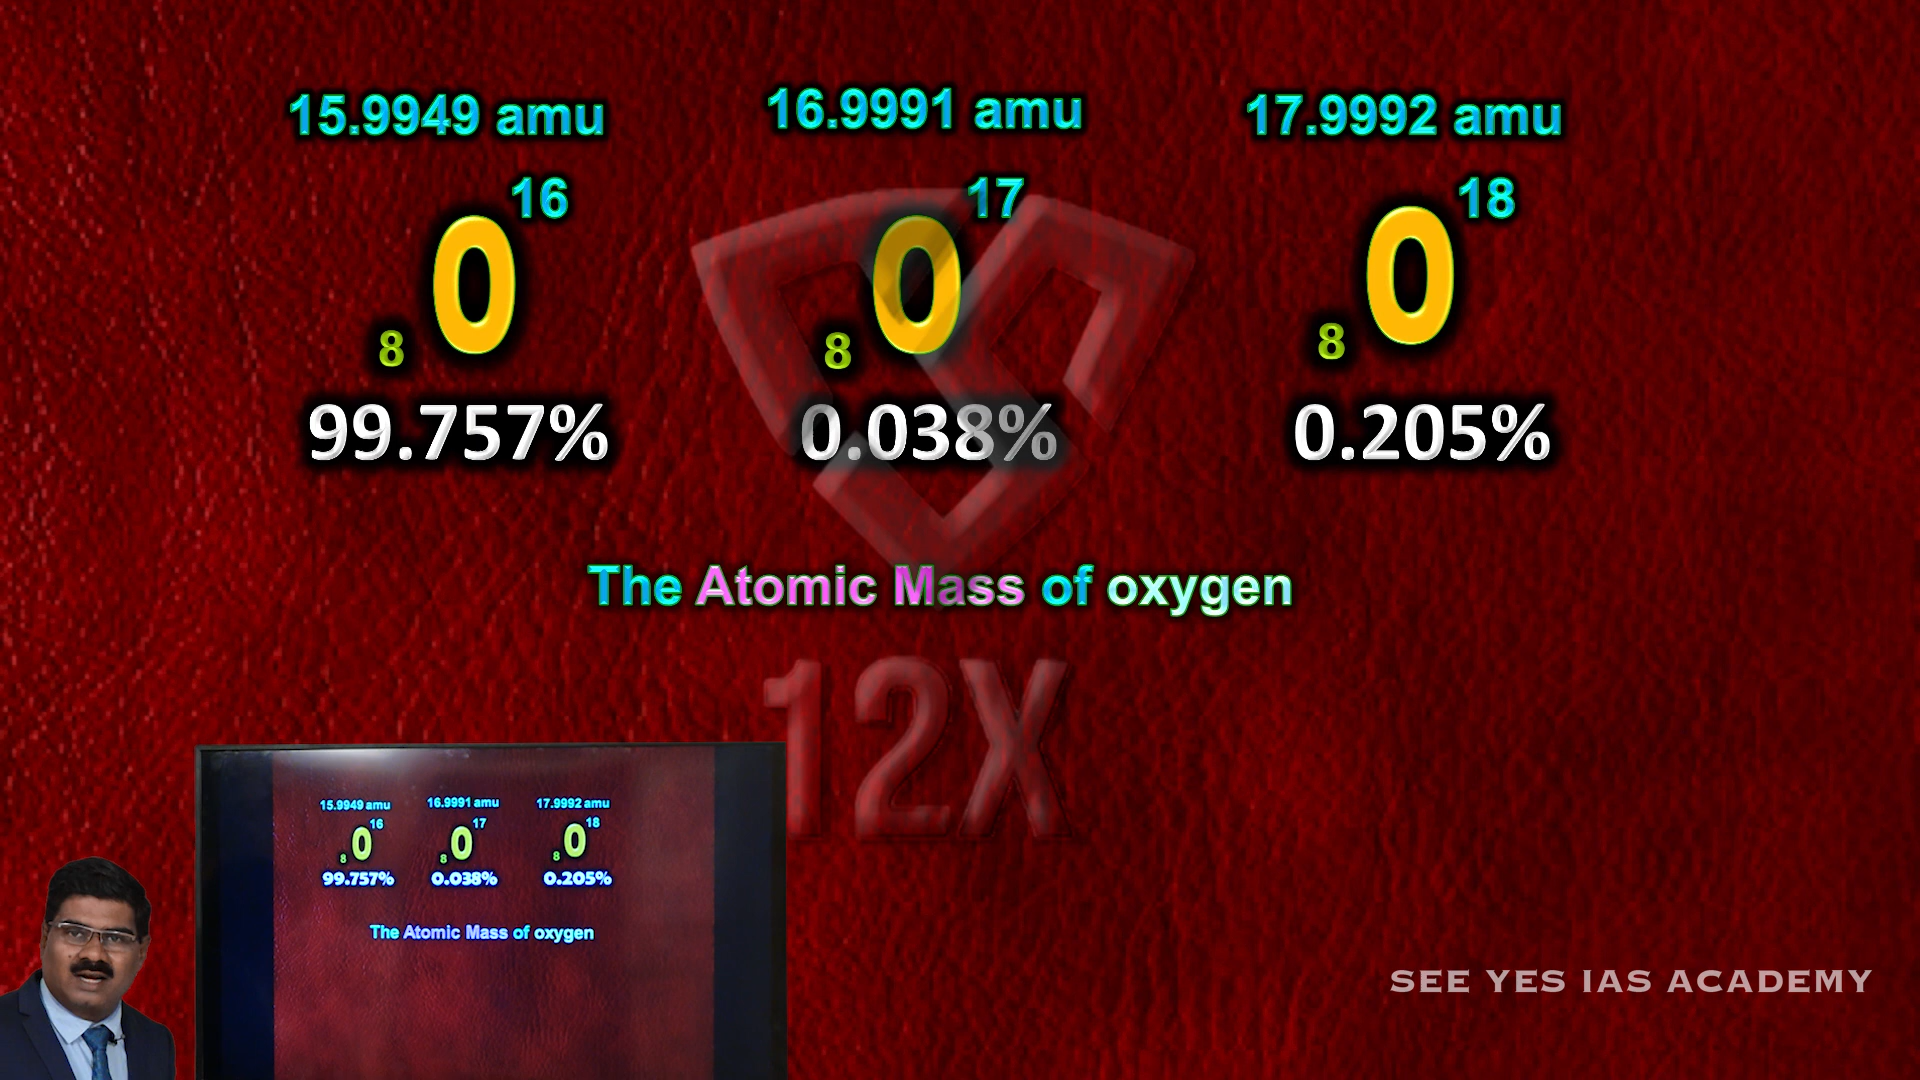 15.9949 amu 16.9991 amu 17.9992 amu
16 17 18
O O O
8 8 8
99.757% 0.038% 0.205%
The Atomic Mass of oxygen
12X
15.9949 amu 16.9991 amu 17.9992 amu
16 17 18
O O O
8 8 8
99.757% 0.038% 0.205%
The Atomic Mass of oxygen
SEE YES IAS ACADEMY